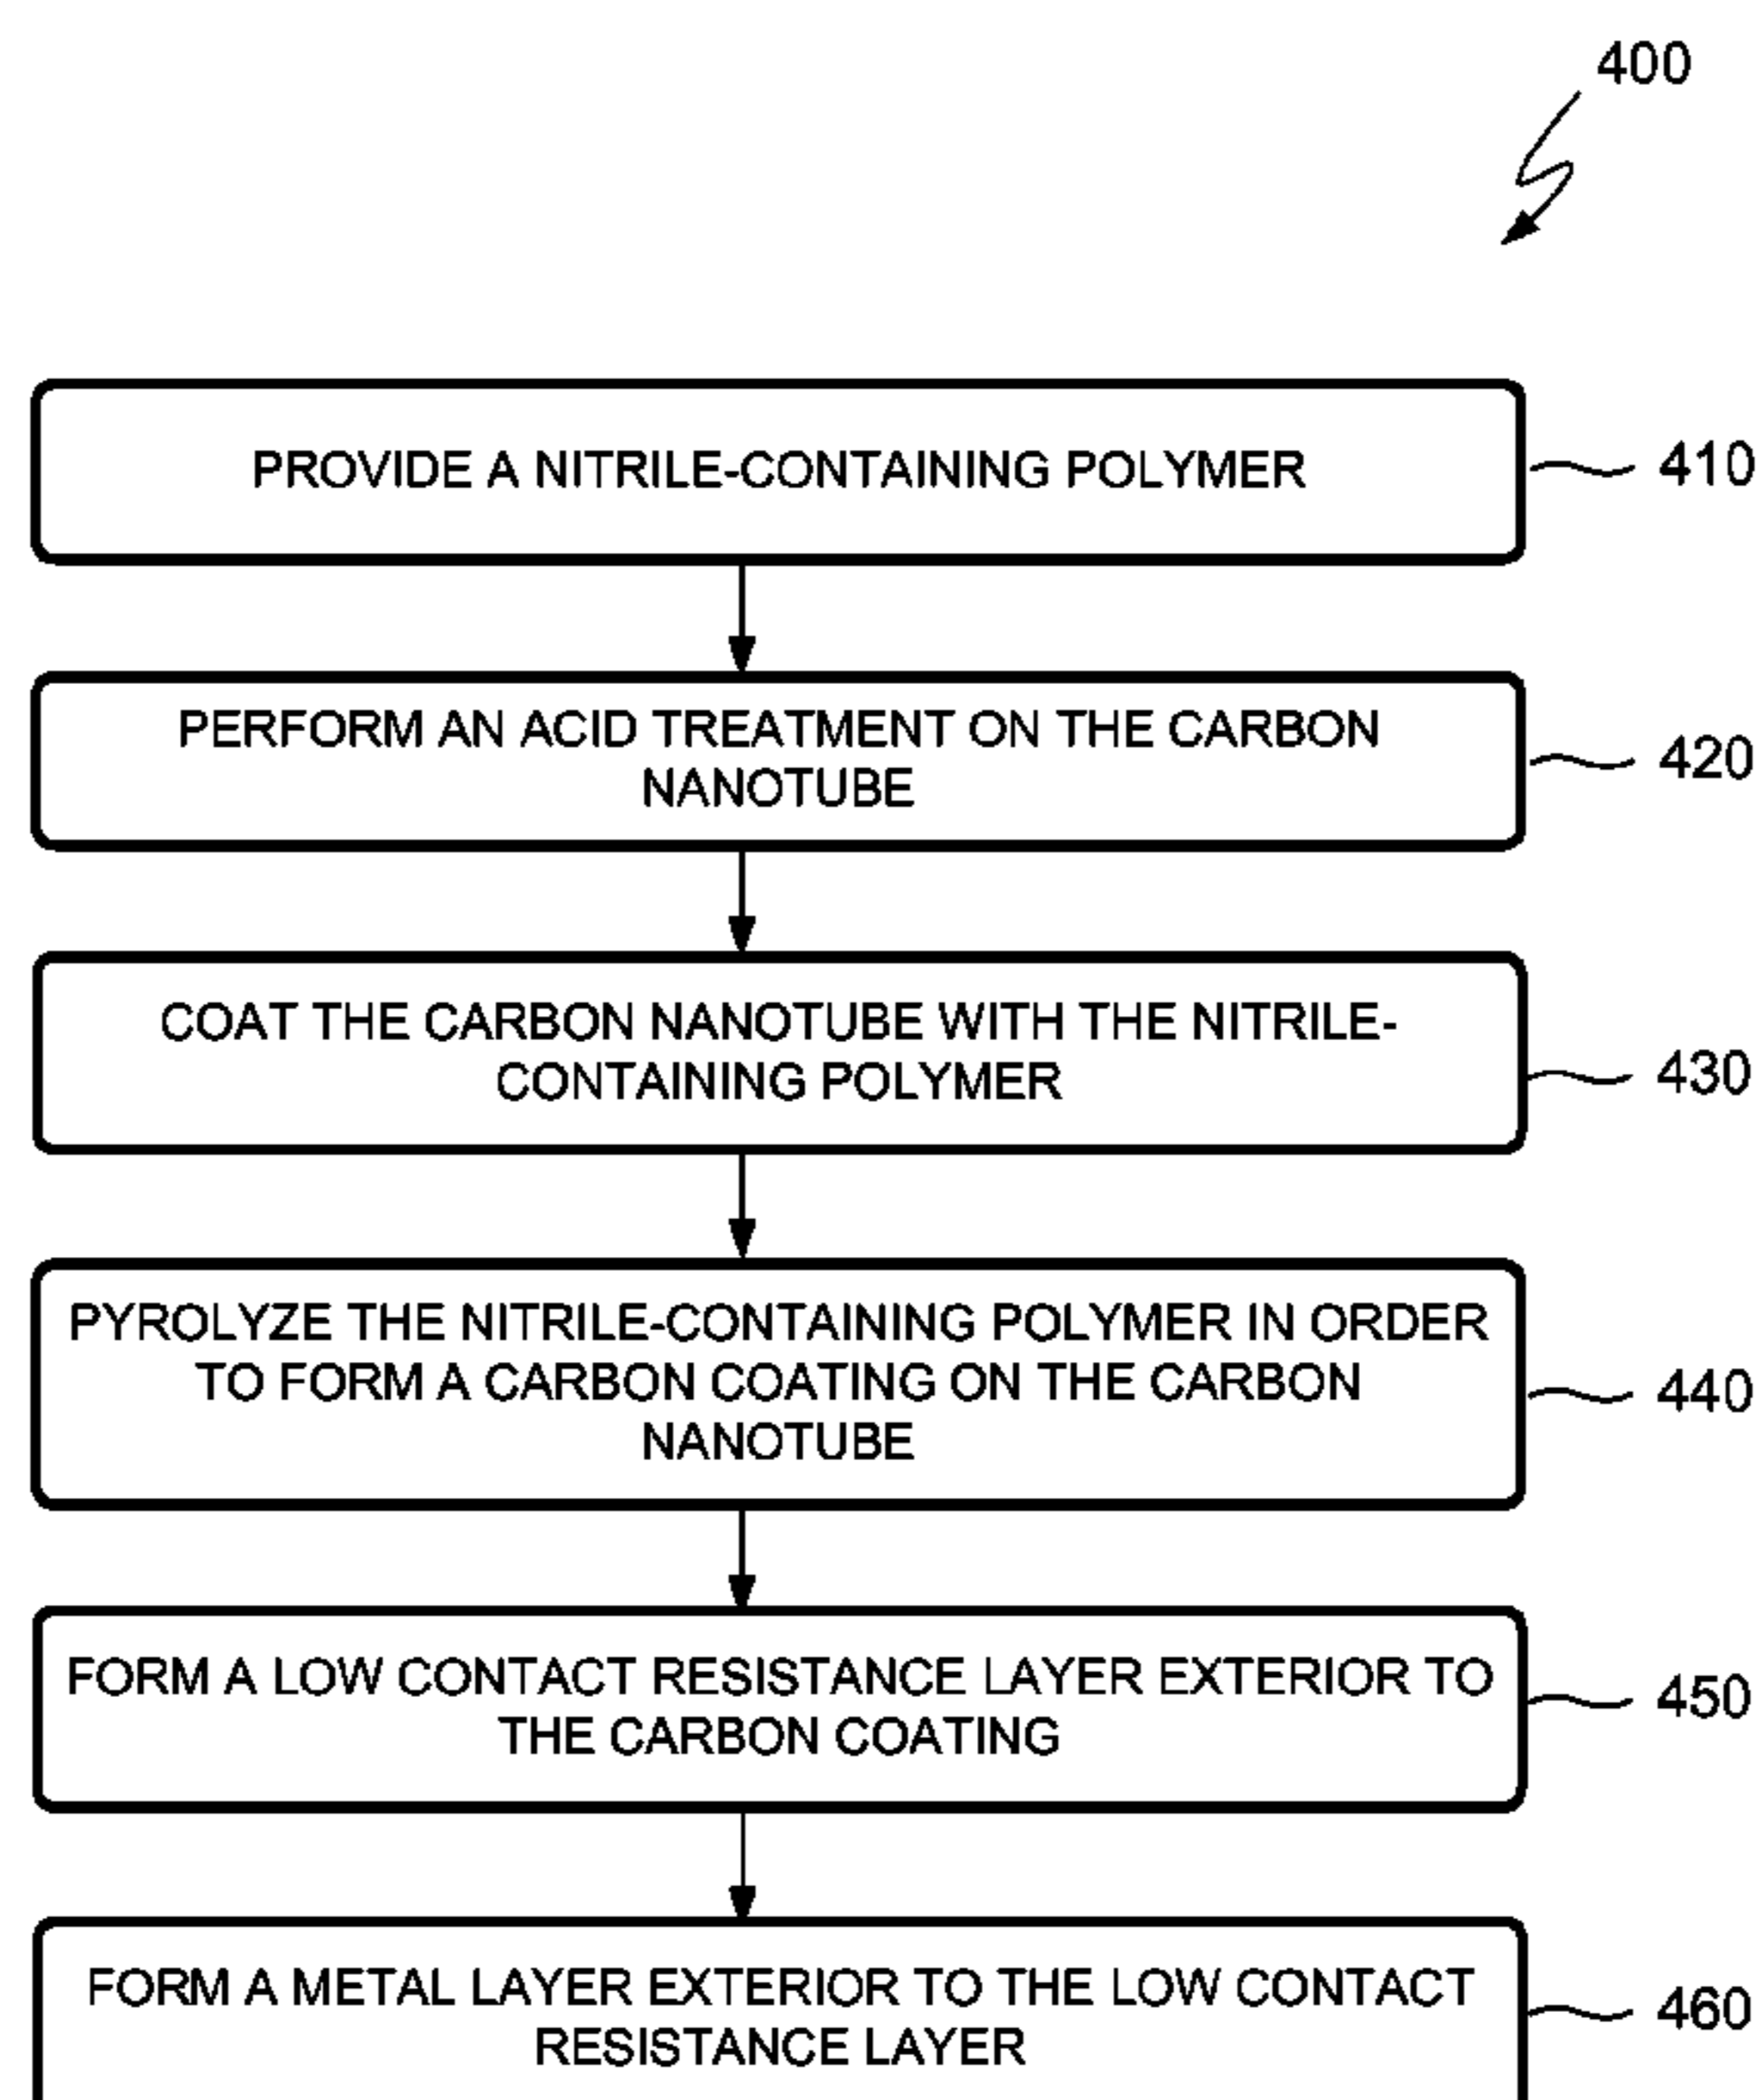 400
PROVIDE A NITRILE-CONTAINING POLYMER
410
PERFORM AN ACID TREATMENT ON THE CARBON
NANOTUBE
420
COAT THE CARBON NANOTUBE WITH THE NITRILE-
CONTAINING POLYMER
430
PYROLYZE THE NITRILE-CONTAINING POLYMER IN ORDER
TO FORM A CARBON COATING ON THE CARBON
NANOTUBE
440
FORM A LOW CONTACT RESISTANCE LAYER EXTERIOR TO
THE CARBON COATING
450
FORM A METAL LAYER EXTERIOR TO THE LOW CONTACT
RESISTANCE LAYER
460